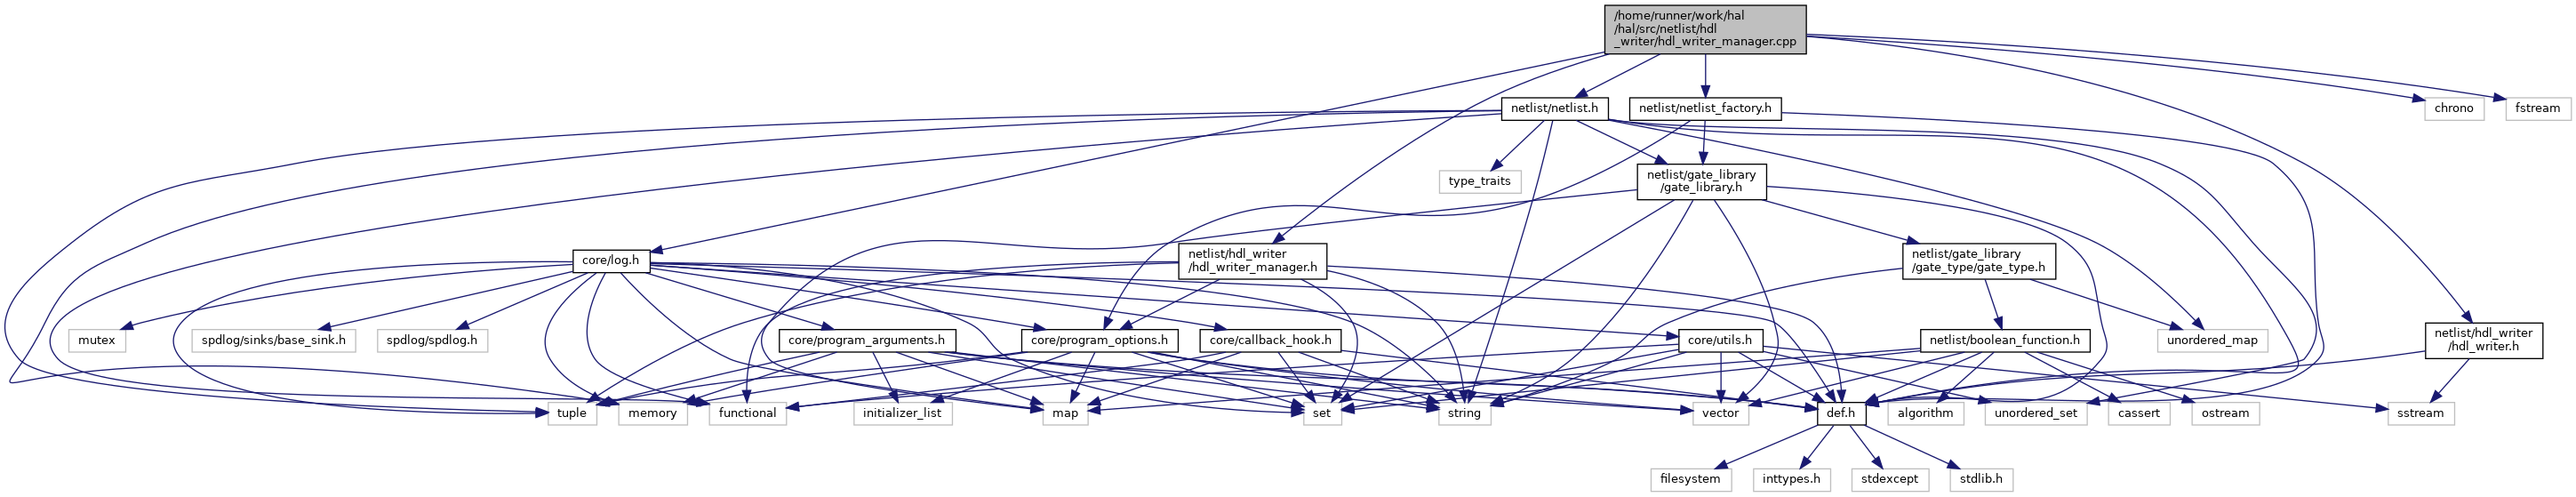 /home/runner/work/hal
/hal/src/netlist/hdl
_writer/hdl_writer_manager.cpp
netlist/netlist.h
netlist/netlist_factory.h
chrono
fstream
type_traits
netlist/gate_library
/gate_library.h
core/log.h
netlist/hdl_writer
/hdl_writer_manager.h
netlist/gate_library
/gate_type/gate_type.h
mutex
spdlog/sinks/base_sink.h
spdlog/spdlog.h
core/program_arguments.h
core/program_options.h
core/callback_hook.h
core/utils.h
netlist/boolean_function.h
unordered_map
netlist/hdl_writer
/hdl_writer.h
tuple
memory
functional
initializer_list
map
set
string
vector
def.h
algorithm
unordered_set
cassert
ostream
sstream
filesystem
inttypes.h
stdexcept
stdlib.h